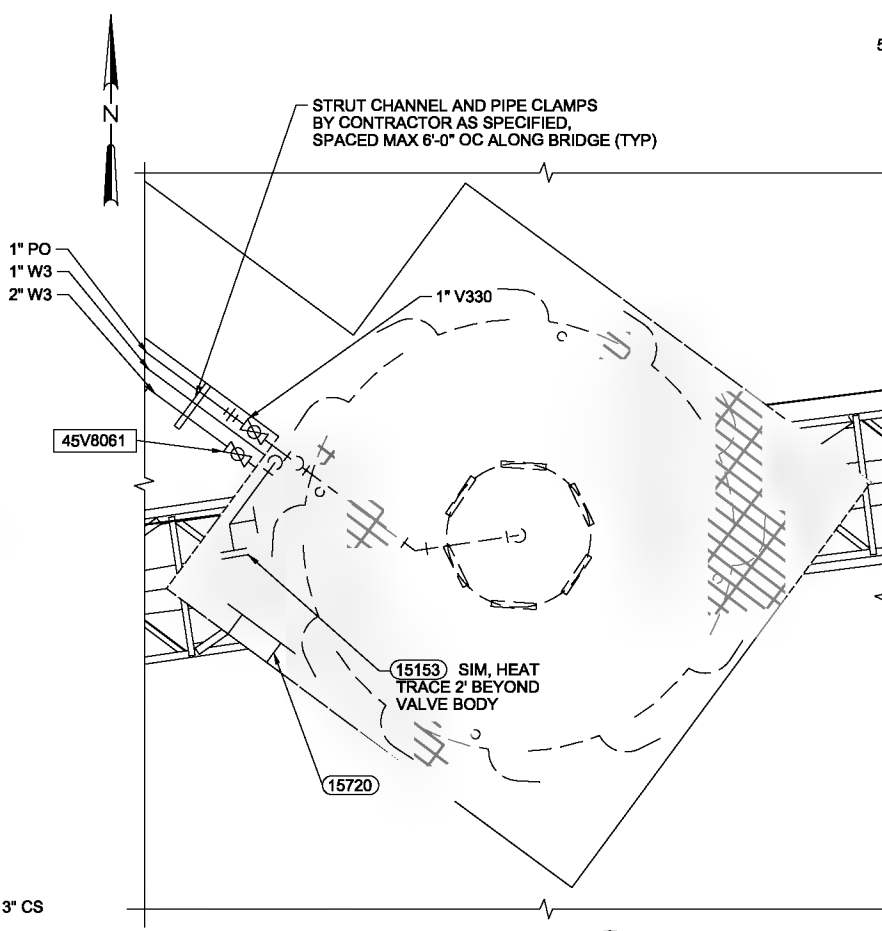 N
STRUT CHANNEL AND PIPE CLAMPS
BY CONTRACTOR AS SPECIFIED,
SPACED MAX 6'-0" OC ALONG BRIDGE (TYP)
1" PO
1" W3
2" W3
1" V330
45V8061
15153 SIM, HEAT
TRACE 2' BEYOND
VALVE BODY
15720
3" CS